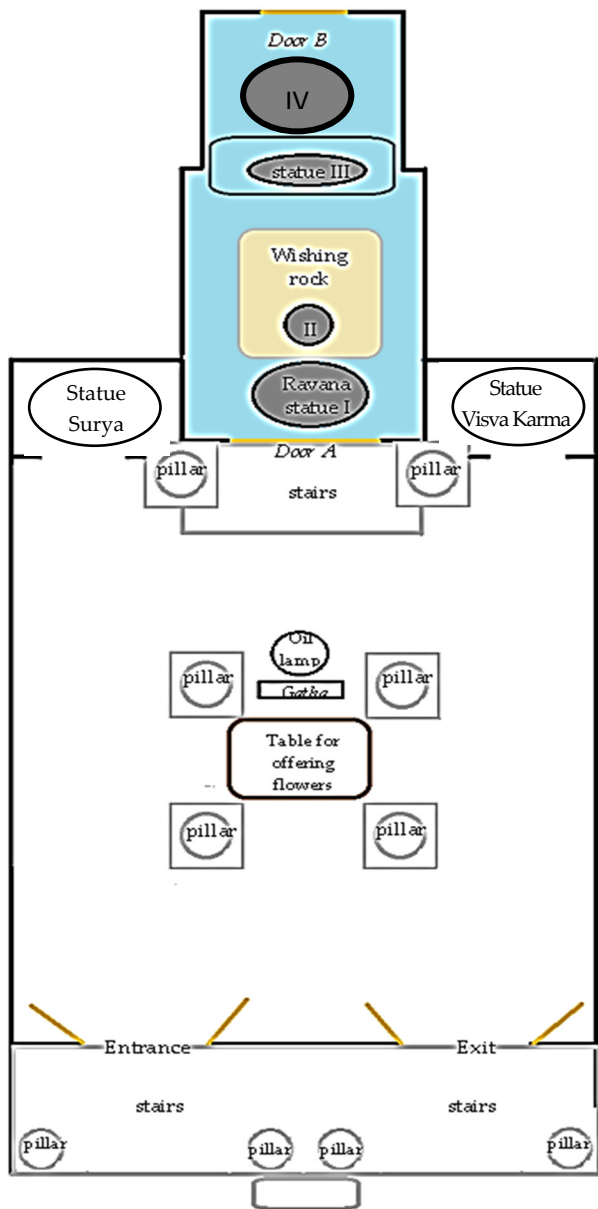 Door B
IV
statue III
Wishing
rock
II
Ravana
statue I
Statue
Surya
Statue
Visva Karma
Door A
pillar
stairs
pillar
Oil
lamp
pillar
Gatha
pillar
Table for
offering
flowers
pillar
pillar
Entrance
Exit
stairs
stairs
pillar
pillar
pillar
pillar